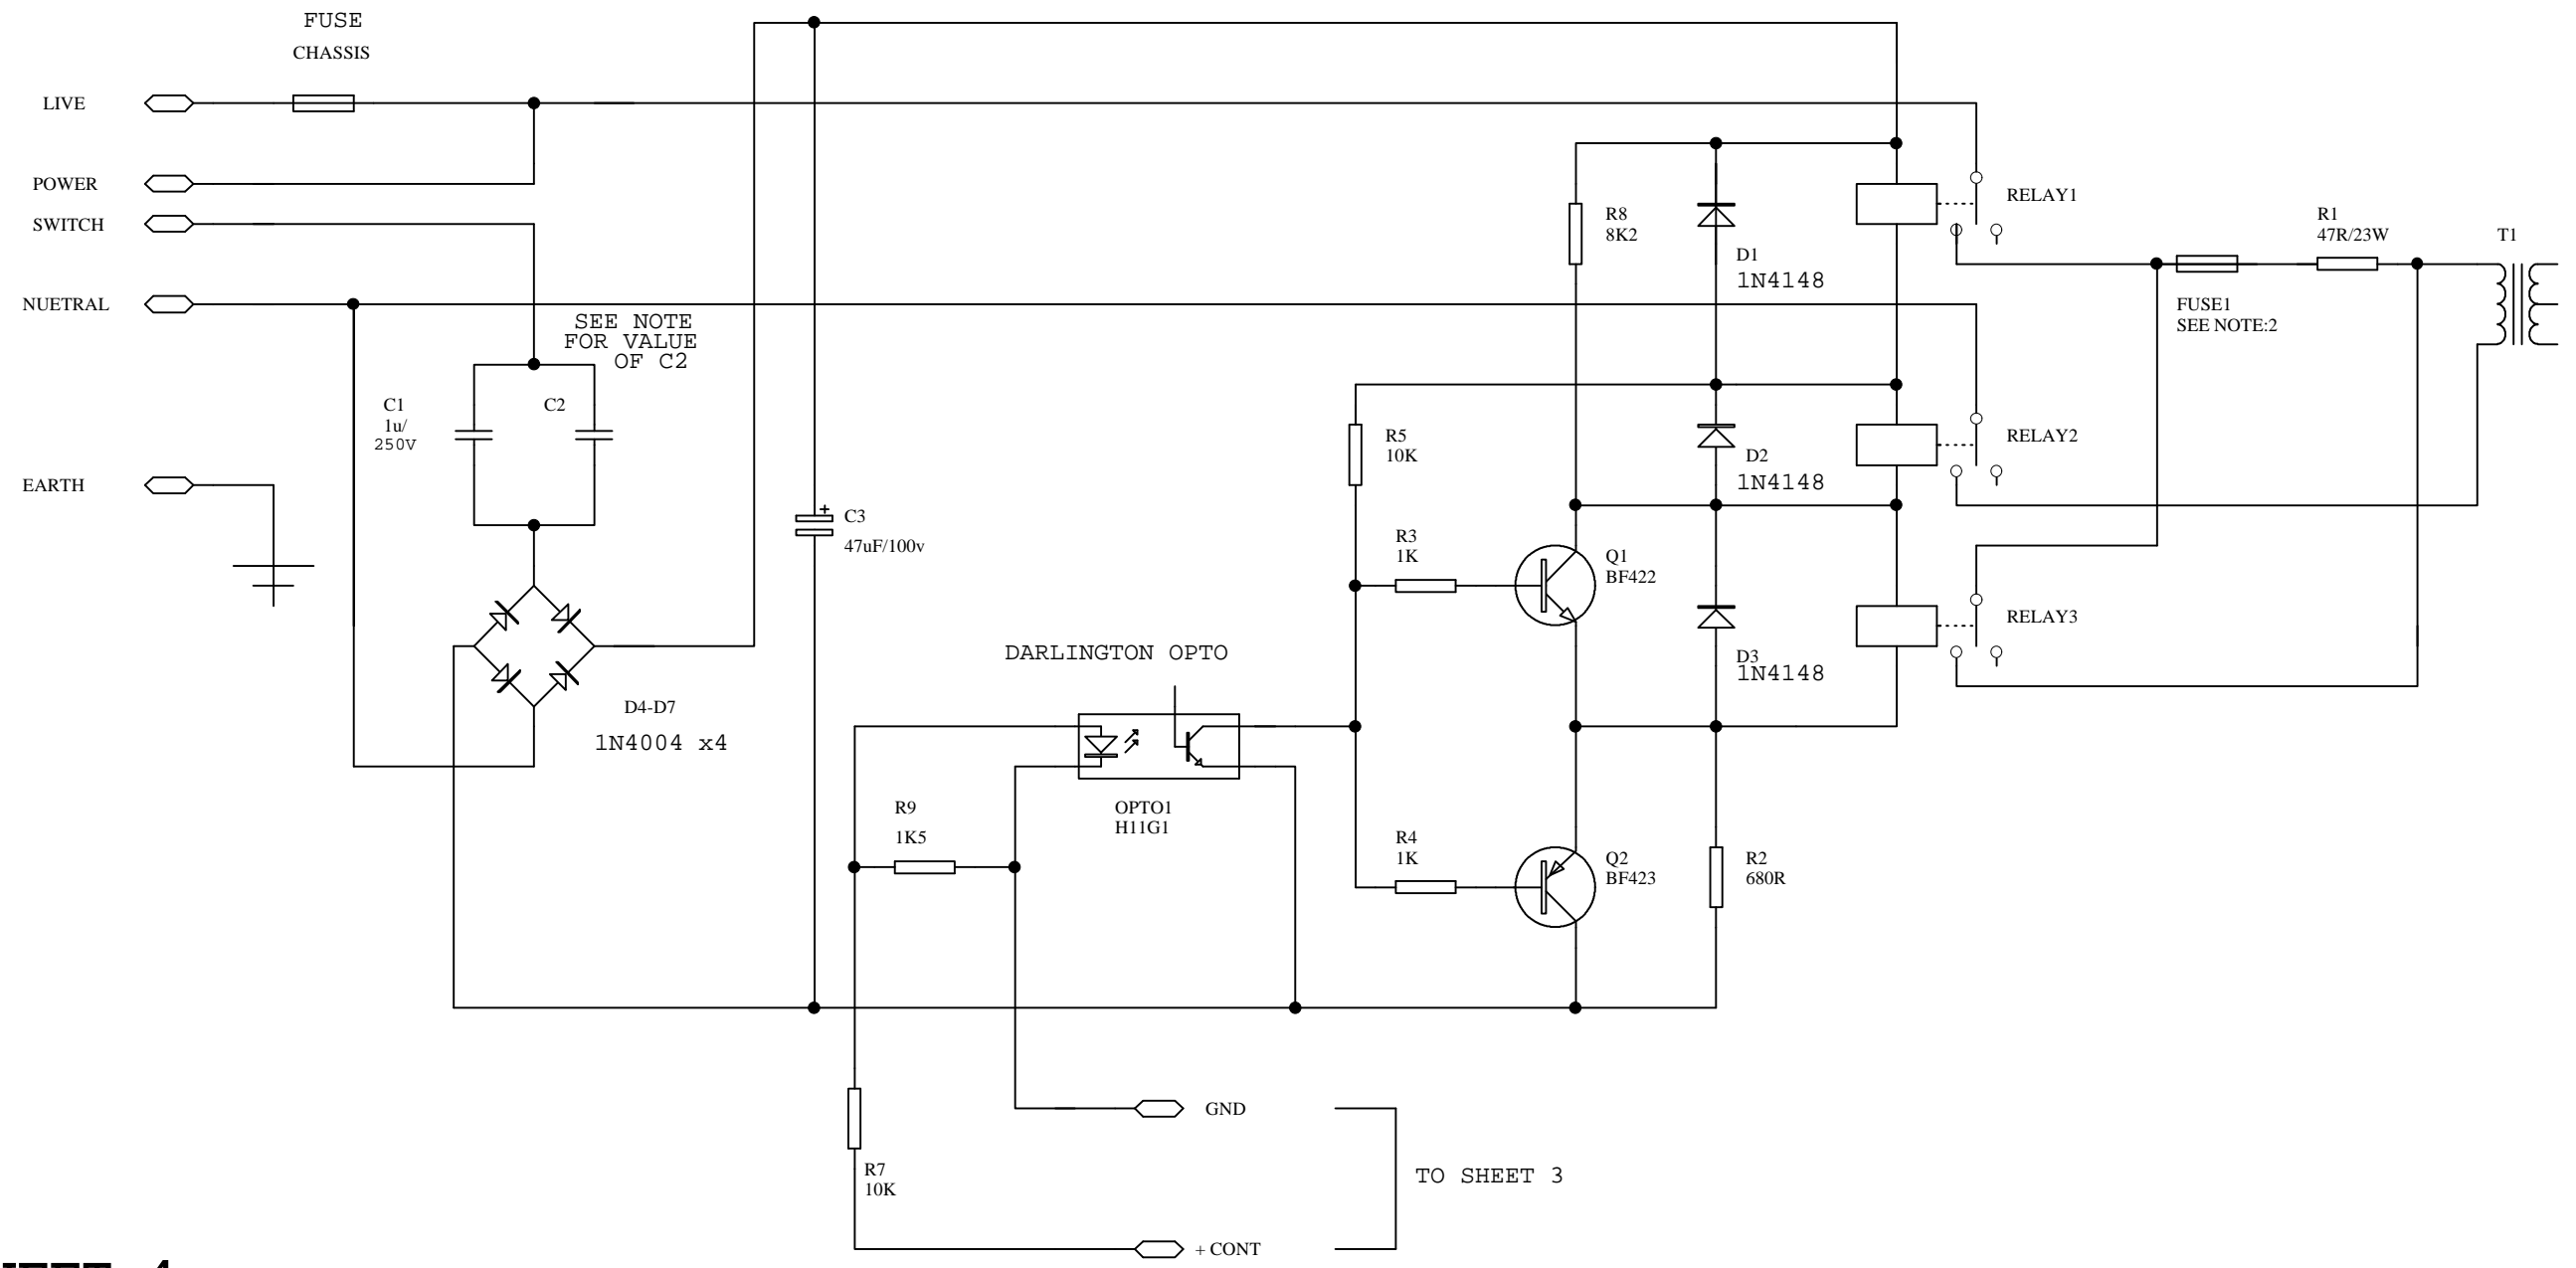 FUSE
CHASSIS
LIVE
POWER
SWITCH
NUETRAL
EARTH
SEE NOTE
FOR VALUE
OF C2
C1
1u/
250V
C2
C3
47uF/100v
D4-D7
1N4004 x4
DARLINGTON OPTO
OPTO1
H11G1
R9
1K5
R7
10K
GND
+ CONT
TO SHEET 3
R5
10K
R3
1K
R4
1K
Q1
BF422
Q2
BF423
R8
8K2
D1
1N4148
D2
1N4148
D3
1N4148
R2
680R
RELAY1
RELAY2
RELAY3
FUSE1
SEE NOTE:2
R1
47R/23W
T1